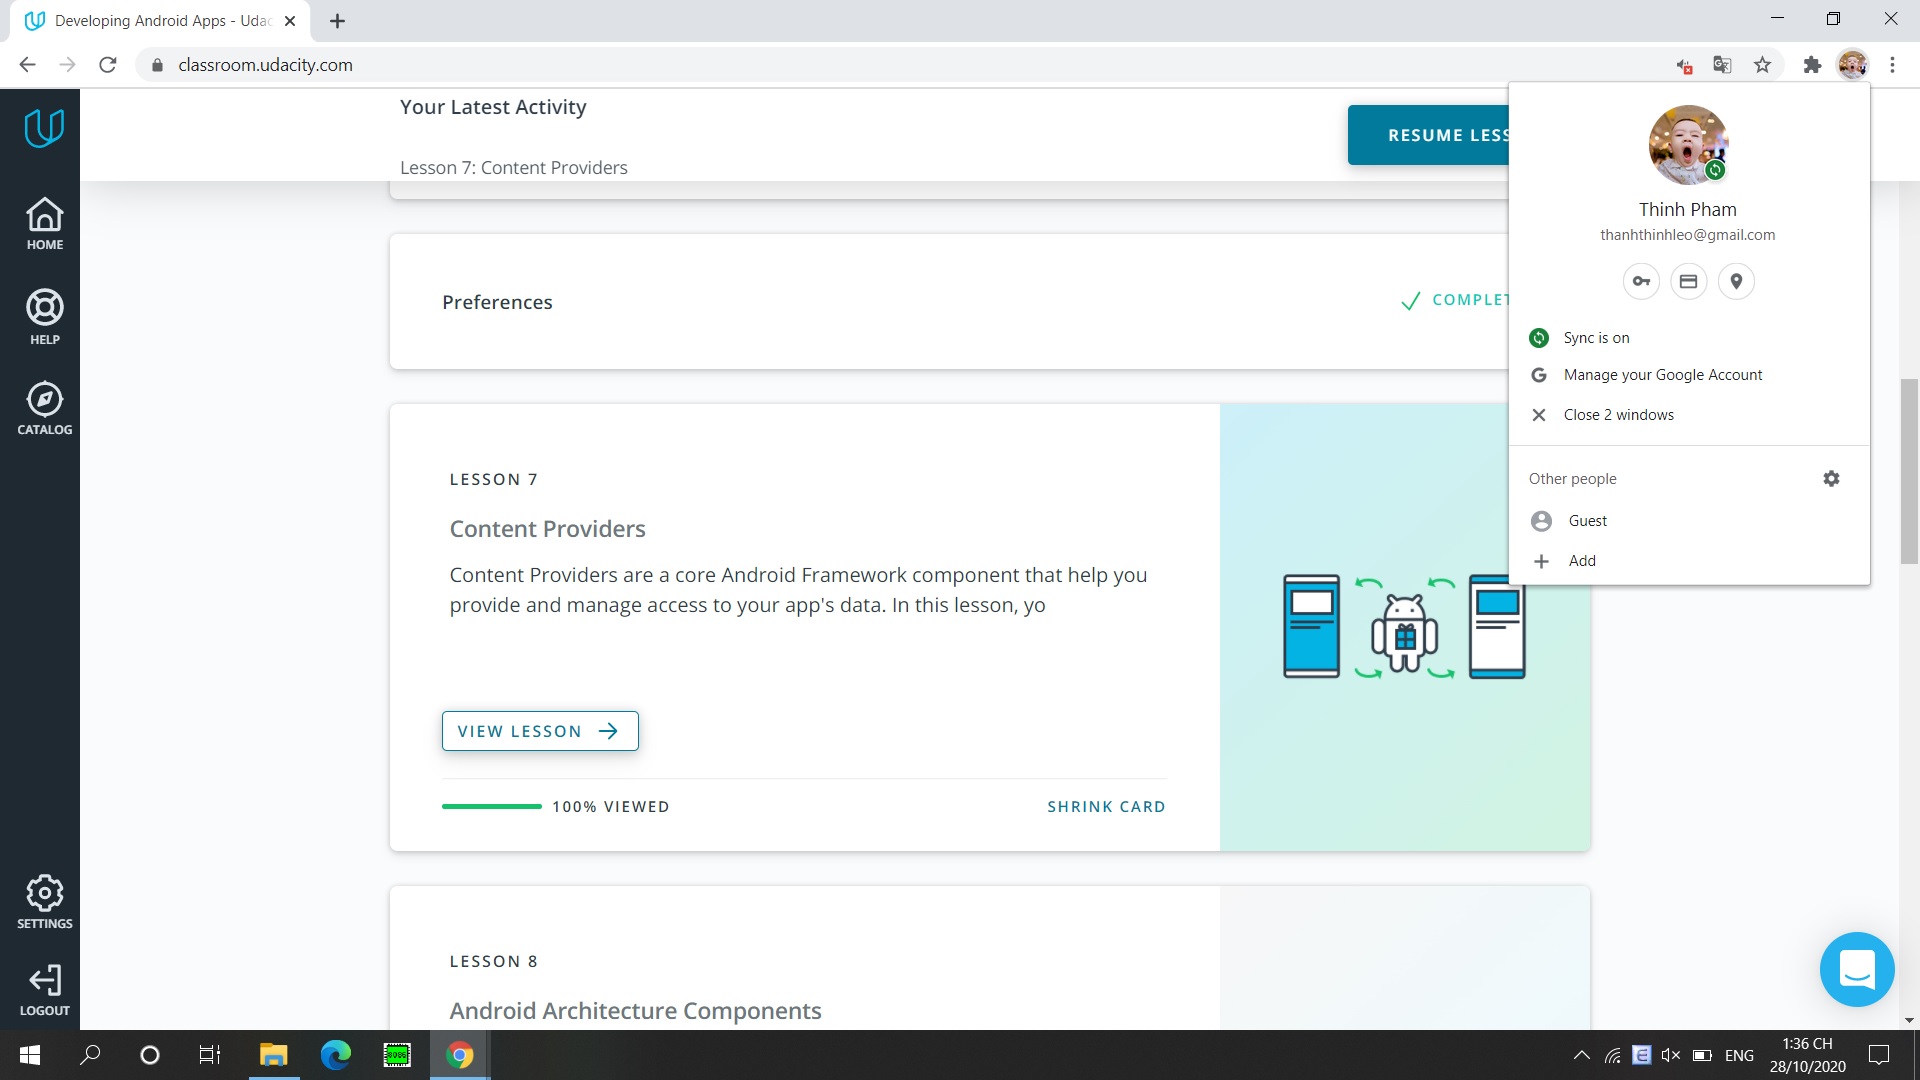 Developing Android Apps - Udac
classroom.udacity.com
Your Latest Activity
RESUME LESS
Lesson 7: Content Providers
HOME
HELP
CATALOG
SETTINGS
LOGOUT
Preferences
COMPLET
LESSON 7
Content Providers
Content Providers are a core Android Framework component that help you
provide and manage access to your app's data. In this lesson, yo
VIEW LESSON
100% VIEWED
SHRINK CARD
LESSON 8
Android Architecture Components
Thinh Pham
thanhthinhleo@gmail.com
Sync is on
Manage your Google Account
Close 2 windows
Other people
Guest
Add
8086
ENG
1:36 CH
28/10/2020